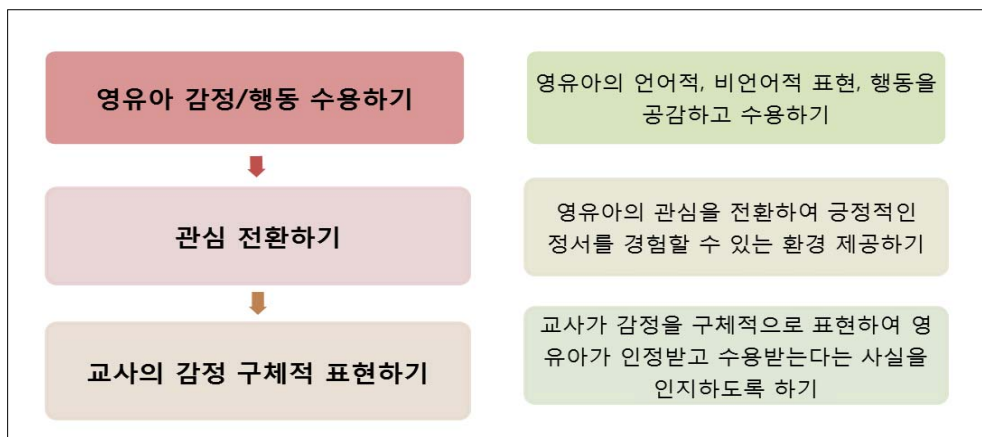 영유아 감정/행동 수용하기
영유아의 언어적, 비언어적 표현, 행동을
공감하고 수용하기
관심 전환하기
영유아의 관심을 전환하여 긍정적인
정서를 경험할 수 있는 환경 제공하기
교사의 감정 구체적 표현하기
교사가 감정을 구체적으로 표현하여 영
유아가 인정받고 수용받는다는 사실을
인지하도록 하기